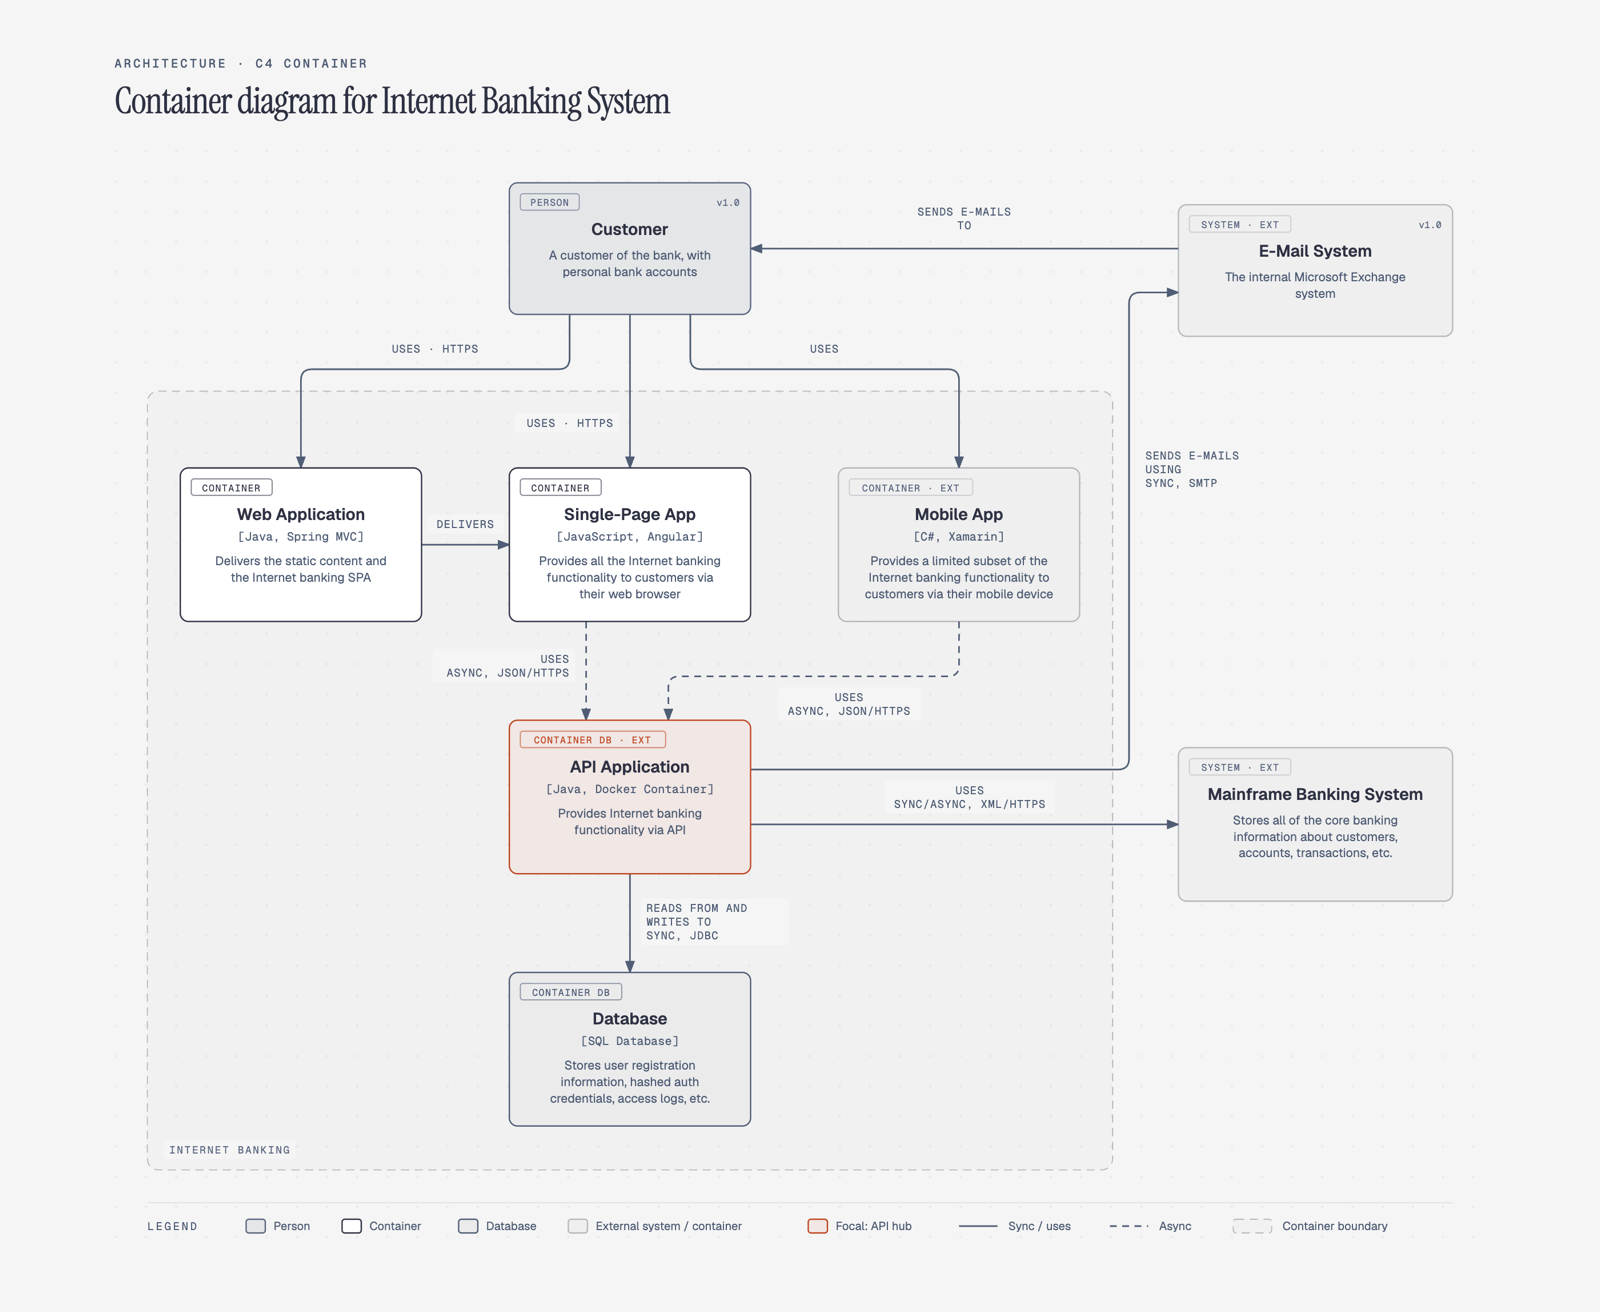 ARCHITECTURE · C4 CONTAINER
Container diagram for Internet Banking System
PERSON
v1.0
Customer
A customer of the bank, with
personal bank accounts
SENDS E-MAILS
TO
SYSTEM · EXT
v1.0
E-Mail System
The internal Microsoft Exchange
system
USES · HTTPS
USES
USES · HTTPS
SENDS E-MAILS
USING
SYNC, SMTP
CONTAINER
Web Application
[Java, Spring MVC]
Delivers the static content and
the Internet banking SPA
DELIVERS
CONTAINER
Single-Page App
[JavaScript, Angular]
Provides all the Internet banking
functionality to customers via
their web browser
CONTAINER · EXT
Mobile App
[C#, Xamarin]
Provides a limited subset of the
Internet banking functionality to
customers via their mobile device
USES
ASYNC, JSON/HTTPS
USES
ASYNC, JSON/HTTPS
CONTAINER DB · EXT
API Application
[Java, Docker Container]
Provides Internet banking
functionality via API
USES
SYNC/ASYNC, XML/HTTPS
SYSTEM · EXT
Mainframe Banking System
Stores all of the core banking
information about customers,
accounts, transactions, etc.
READS FROM AND
WRITES TO
SYNC, JDBC
CONTAINER DB
Database
[SQL Database]
Stores user registration
information, hashed auth
credentials, access logs, etc.
INTERNET BANKING
LEGEND
Person
Container
Database
External system / container
Focal: API hub
Sync / uses
Async
Container boundary